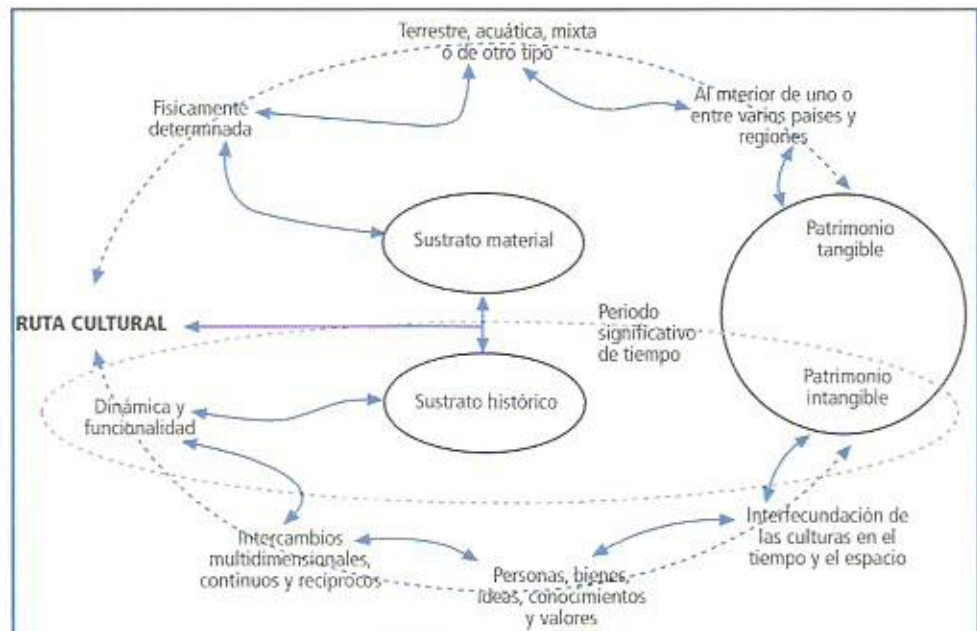 Terrestre, acuática, mixta
o de otro tipo
Fisicamente
determinada
Al interior de uno o
entre varios países y
regiones
Sustrato material
Patrimonio
tangible
RUTA CULTURAL
Periodo
significativo
de tiempo
Sustrato histórico
Patrimonio
intangible
Dinámica y
funcionalidad
Intercambios
multidimensionales,
continuos y recíprocos
Personas, bienes,
ideas, conocimientos
y valores
Interfecundación de
las culturas en el
tiempo y el espacio